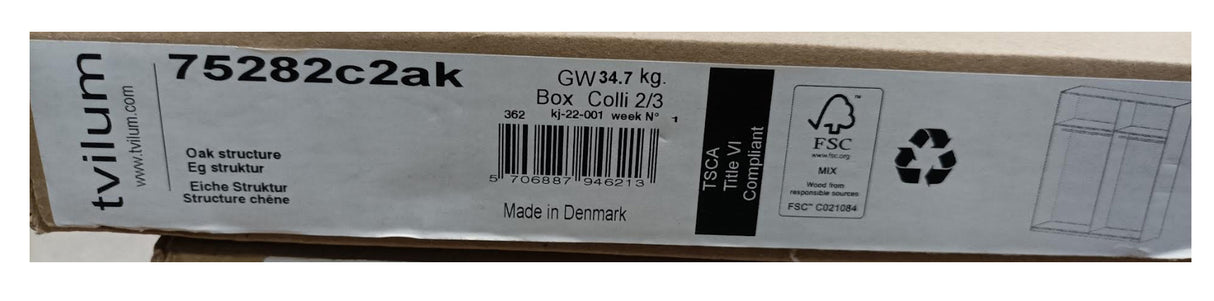 tvilum
www.tvilum.com
75282c2ak
Oak structure
Eg struktur
Eiche Struktur
Structure chêne
GW 34.7 kg.
Box Colli 2/3
362 kj-22-001 week N° 1
5 706887 946213
Made in Denmark
TSCA
Title VI
Compliant
™
FSC
www.fsc.org
MIX
Wood from
responsible sources
FSC™ C021084